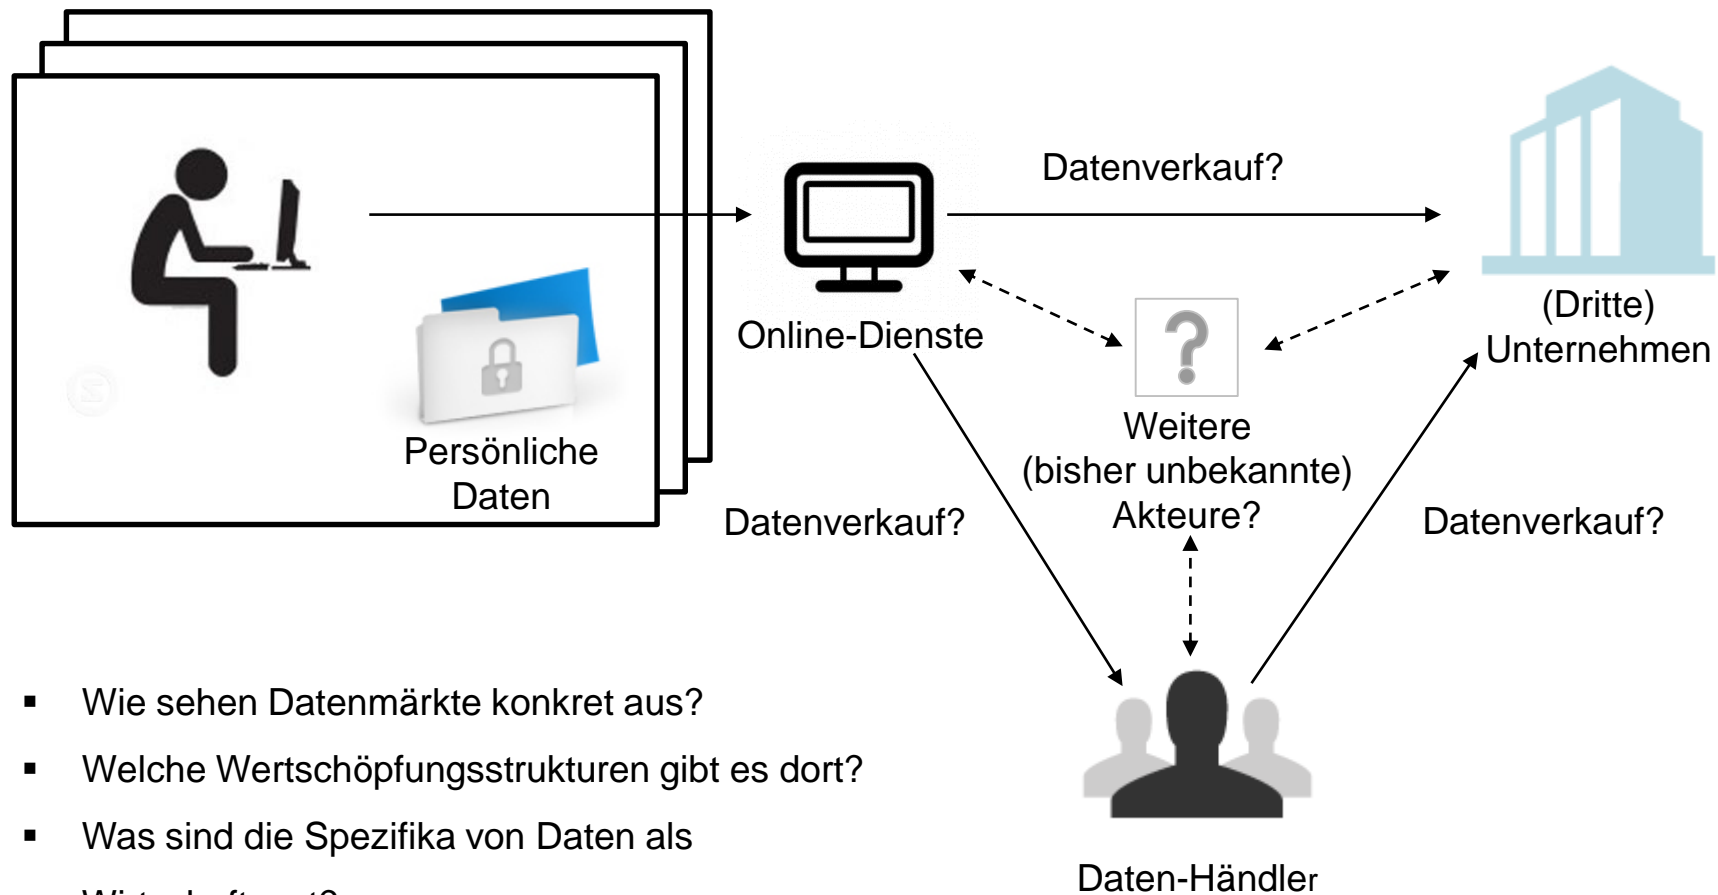 Datenverkauf?
Online-Dienste
(Dritte)
Unternehmen
Persönliche
Daten
Weitere
(bisher unbekannte)
Akteure?
Datenverkauf?
Datenverkauf?
▪ Wie sehen Datenmärkte konkret aus?
▪ Welche Wertschöpfungsstrukturen gibt es dort?
▪ Was sind die Spezifika von Daten als
Daten-Händler